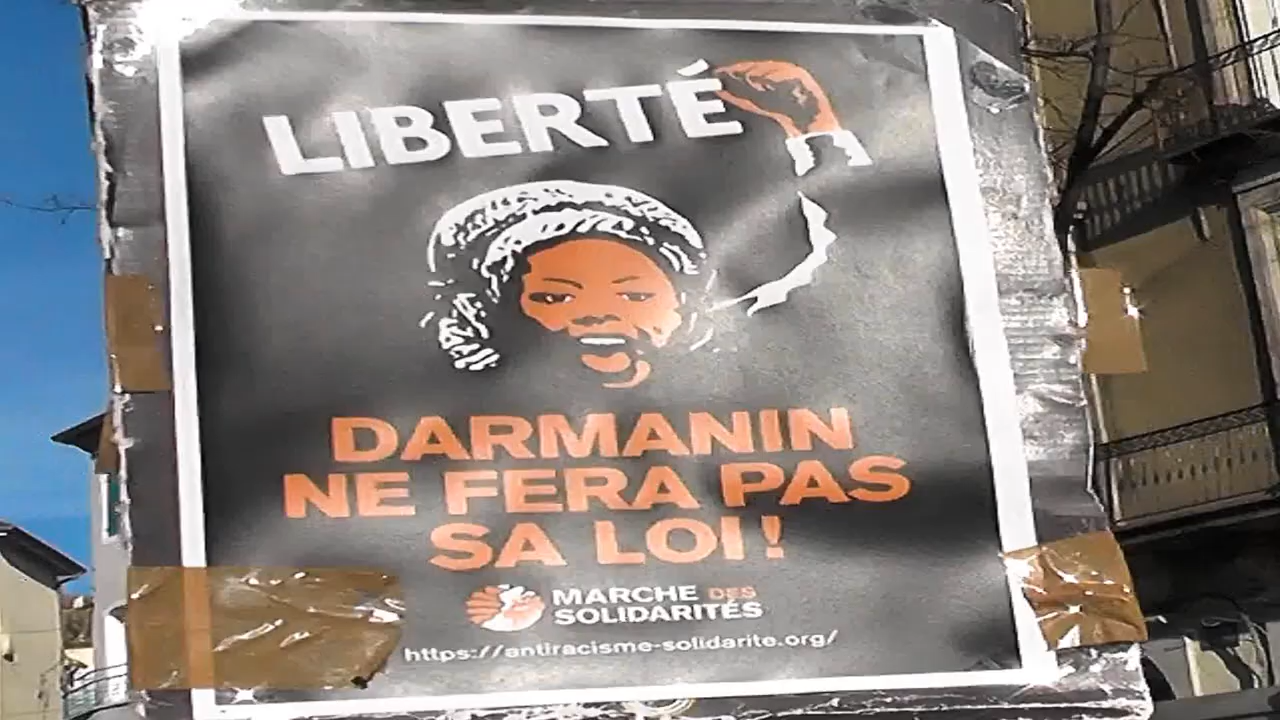 LIBERTÉ
DARMANIN
NE FERA PAS
SA LOI!
MARCHE DES
SOLIDARITÉS
https://antiracisme-solidarite.org/